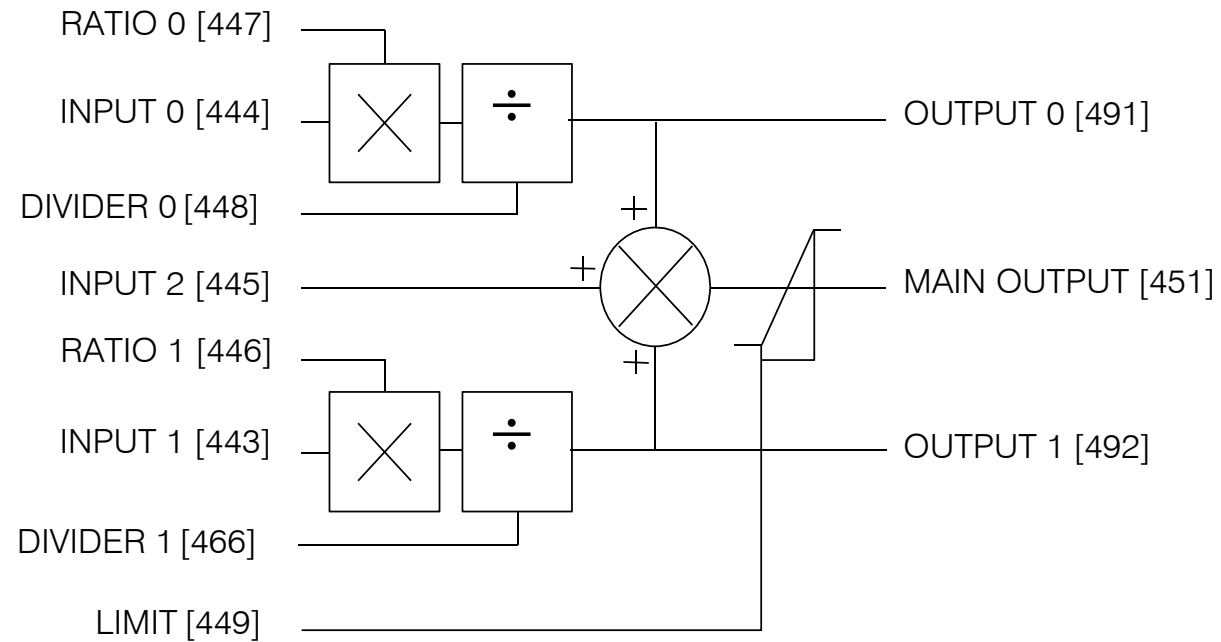 RATIO 0 [447]
INPUT 0 [444]
OUTPUT 0 [491]
DIVIDER 0 [448]
INPUT 2 [445]
MAIN OUTPUT [451]
RATIO 1 [446]
INPUT 1 [443]
OUTPUT 1 [492]
DIVIDER 1 [466]
LIMIT [449]